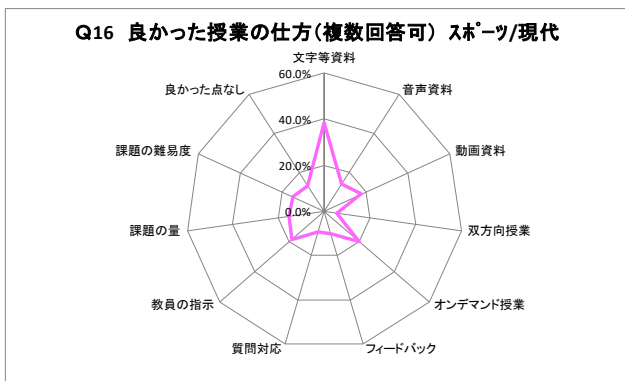 Q16 良かった授業の仕方(複数回答可) ｽﾎﾟｰﾂ/現代
文字等資料
60.0%
良かった点なし
音声資料
40.0%
課題の難易度
動画資料
20.0%
0.0%
課題の量
双方向授業
教員の指示
オンデマンド授業
質問対応
フィードバック